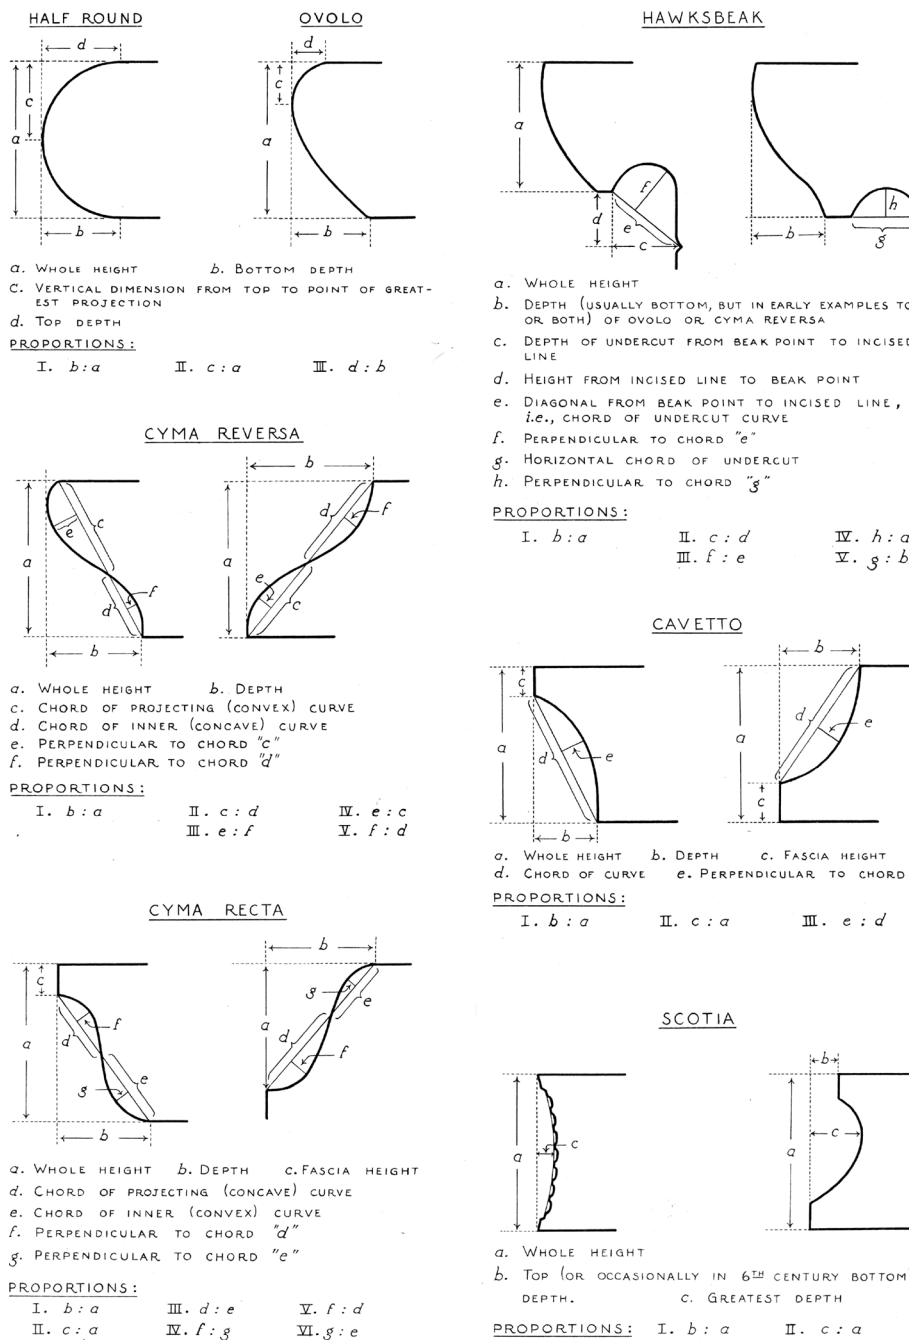 HALF ROUND
OVOLO
d
c
a
b
d
c
a
b
a. WHOLE HEIGHT b. BOTTOM DEPTH
c. VERTICAL DIMENSION FROM TOP TO POINT OF GREAT-
EST PROJECTION
d. TOP DEPTH
PROPORTIONS:
I. b:a II. c:a III. d:b
CYMA REVERSA
b
a
c
e
d
f
b
d
f
a
e
c
a. WHOLE HEIGHT b. DEPTH
c. CHORD OF PROJECTING (CONVEX) CURVE
d. CHORD OF INNER (CONCAVE) CURVE
e. PERPENDICULAR TO CHORD "c"
f. PERPENDICULAR TO CHORD "d"
PROPORTIONS:
I. b:a II. c:d IV. e:c
III. e:f V. f:d
CYMA RECTA
c
a
f
d
e
g
b
b
g
e
a
d
f
a. WHOLE HEIGHT b. DEPTH c. FASCIA HEIGHT
d. CHORD OF PROJECTING (CONCAVE) CURVE
e. CHORD OF INNER (CONVEX) CURVE
f. PERPENDICULAR TO CHORD "d"
g. PERPENDICULAR TO CHORD "e"
PROPORTIONS:
I. b:a III. d:e V. f:d
II. c:a IV. f:g VI. g:e
HAWKSBEAK
a
f
d
e
c
h
b
g
a. WHOLE HEIGHT
b. DEPTH (USUALLY BOTTOM, BUT IN EARLY EXAMPLES TO
OR BOTH) OF OVOLO OR CYMA REVERSA
c. DEPTH OF UNDERCUT FROM BEAK POINT TO INCISED
LINE
d. HEIGHT FROM INCISED LINE TO BEAK POINT
e. DIAGONAL FROM BEAK POINT TO INCISED LINE,
i.e., CHORD OF UNDERCUT CURVE
f. PERPENDICULAR TO CHORD "e"
g. HORIZONTAL CHORD OF UNDERCUT
h. PERPENDICULAR TO CHORD "g"
PROPORTIONS:
I. b:a II. c:d IV. h:a
III. f:e V. g:b
CAVETTO
c
a
d
e
b
b
d
e
a
c
a. WHOLE HEIGHT b. DEPTH c. FASCIA HEIGHT
d. CHORD OF CURVE e. PERPENDICULAR TO CHORD
PROPORTIONS:
I. b:a II. c:a III. e:d
SCOTIA
a
c
b
c
a
a. WHOLE HEIGHT
b. TOP (OR OCCASIONALLY IN 6TH CENTURY BOTTOM
DEPTH. c. GREATEST DEPTH
PROPORTIONS: I. b:a II. c:a